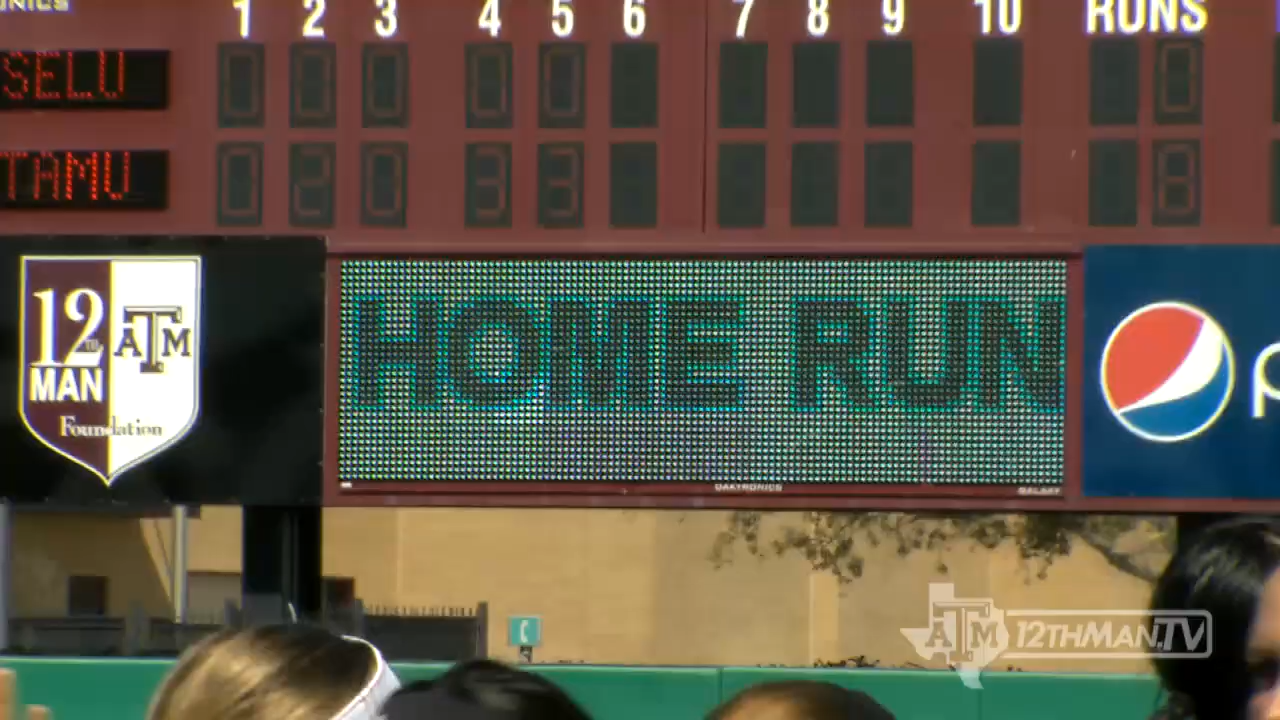 1 2 3 4 5 6 7 8 9 10 RUNS
SELU 0 0 0 0 0 0
TAMU 0 2 0 3 3 8
12TH MAN
ATM
Foundation
HOME RUN
DAKTRONICS
GALAXY
ATM 12THMAN.TV